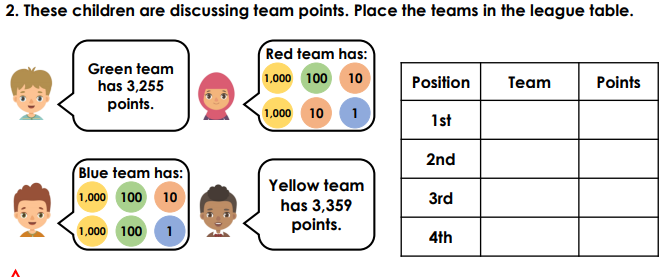 2. These children are discussing team points. Place the teams in the league table.
Green team
has 3,255
points.
Red team has:
1,000 100 10
1,000 10 1
Blue team has:
1,000 100 10
1,000 100 1
Yellow team
has 3,359
points.
Position Team Points
1st
2nd
3rd
4th